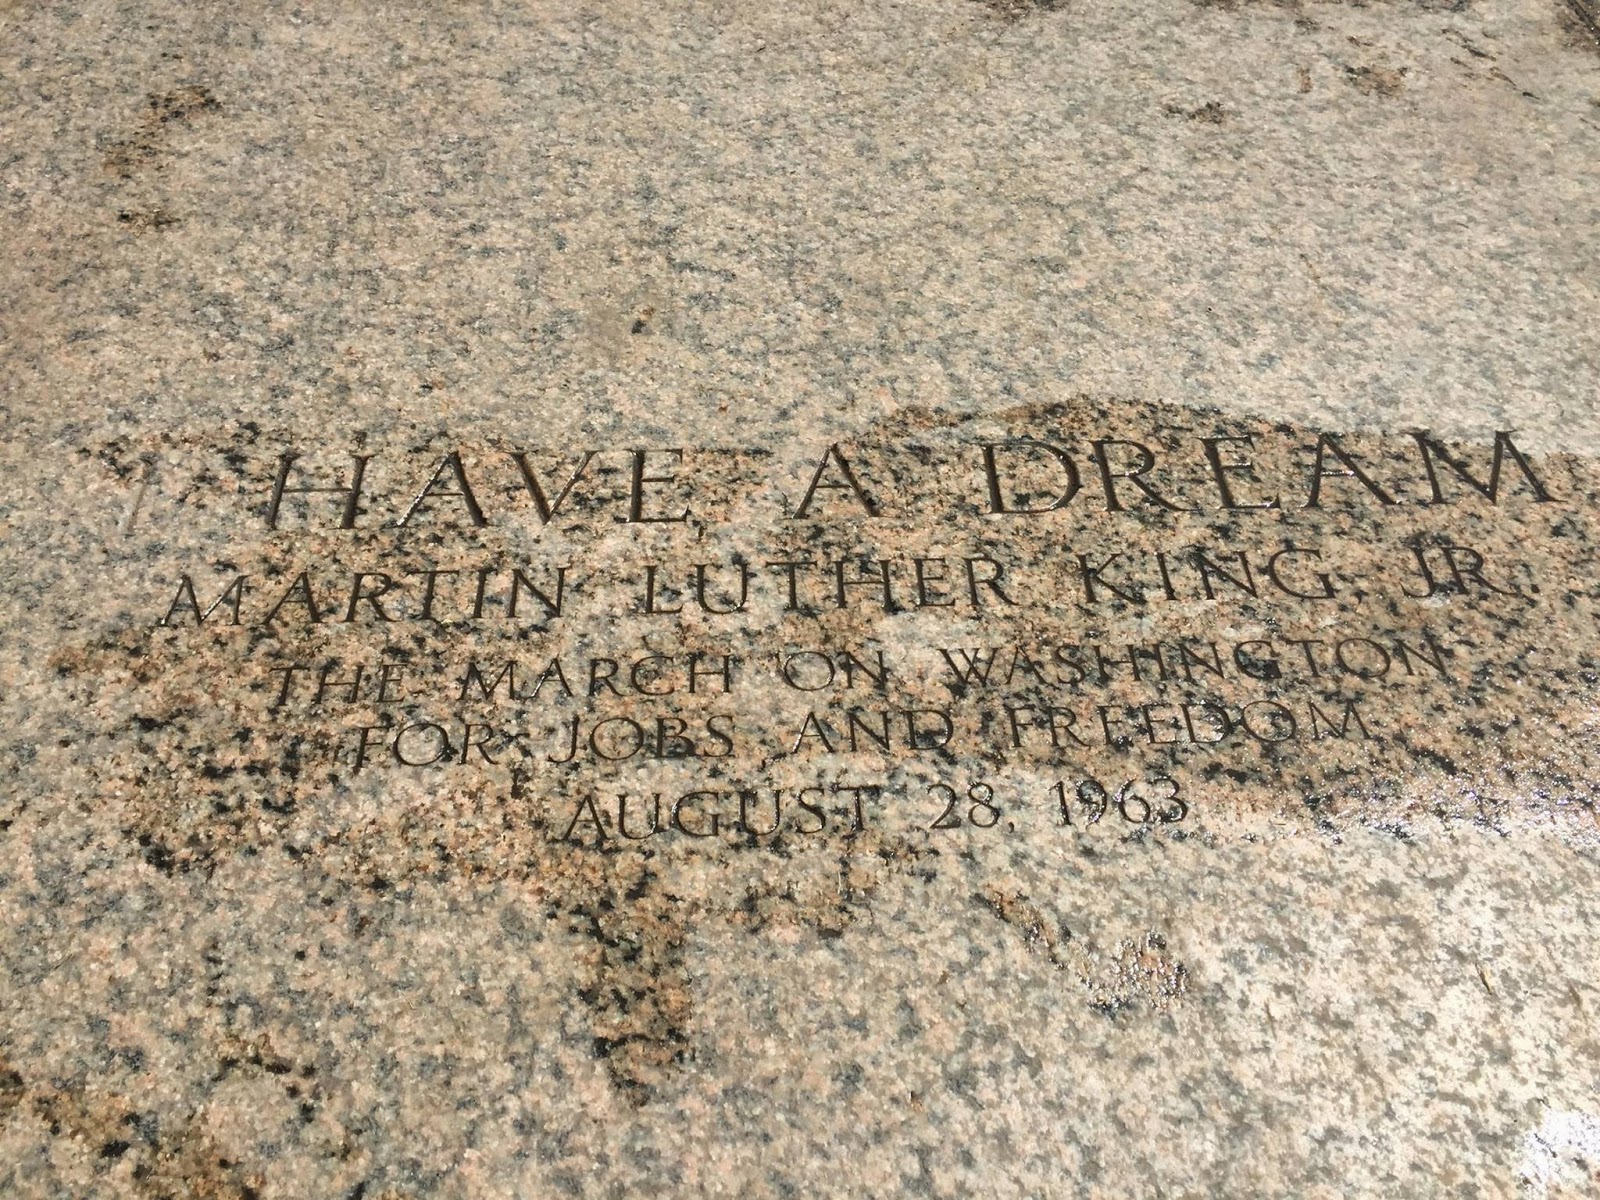 I HAVE A DREAM
MARTIN LUTHER KING, JR.
THE MARCH ON WASHINGTON
FOR JOBS AND FREEDOM
AUGUST 28, 1963